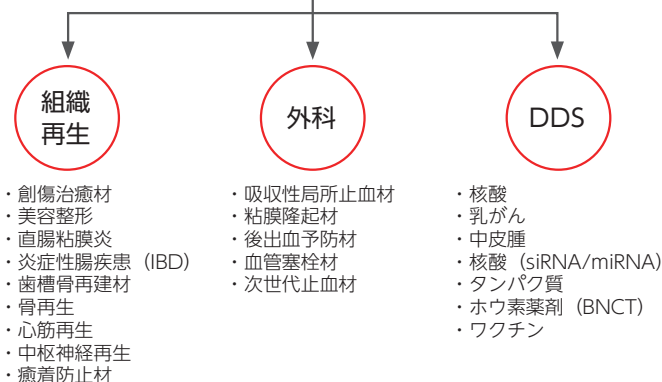 組織
再生
・創傷治癒材
・美容整形
・直腸粘膜炎
・炎症性腸疾患（IBD）
・歯槽骨再建材
・骨再生
・心筋再生
・中枢神経再生
・癒着防止材
外科
・吸収性局所止血材
・粘膜隆起材
・後出血予防材
・血管塞栓材
・次世代止血材
DDS
・核酸
・乳がん
・中皮腫
・核酸（siRNA/miRNA）
・タンパク質
・ホウ素薬剤（BNCT）
・ワクチン